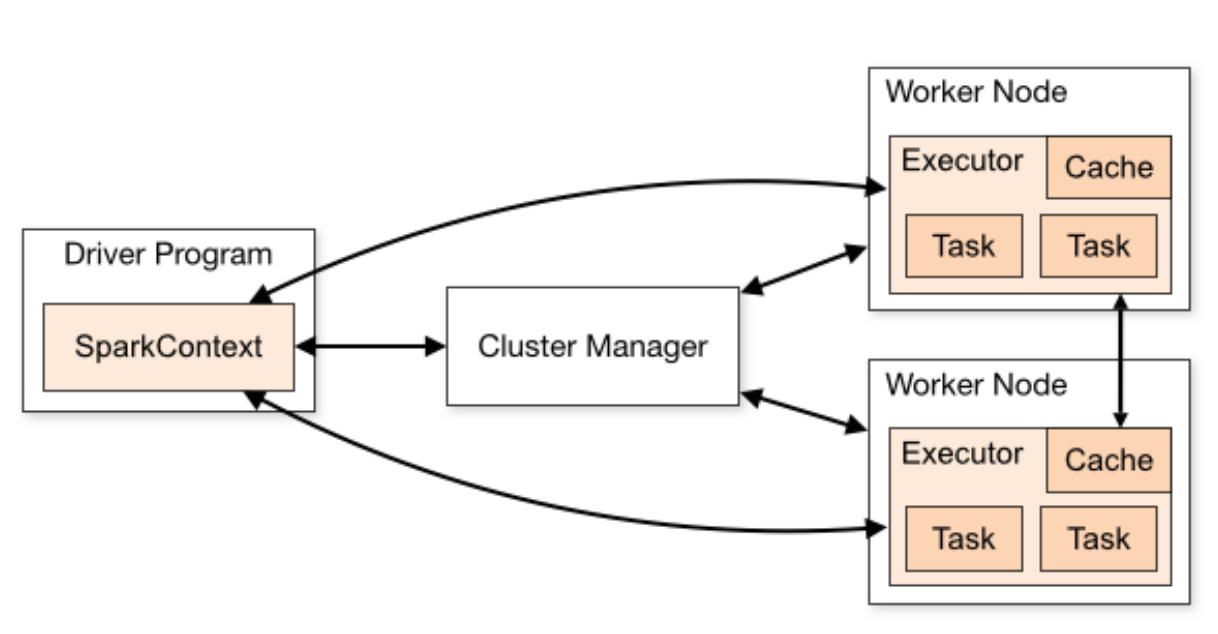 Driver Program
SparkContext
Cluster Manager
Worker Node
Executor
Cache
Task
Task
Worker Node
Executor
Cache
Task
Task